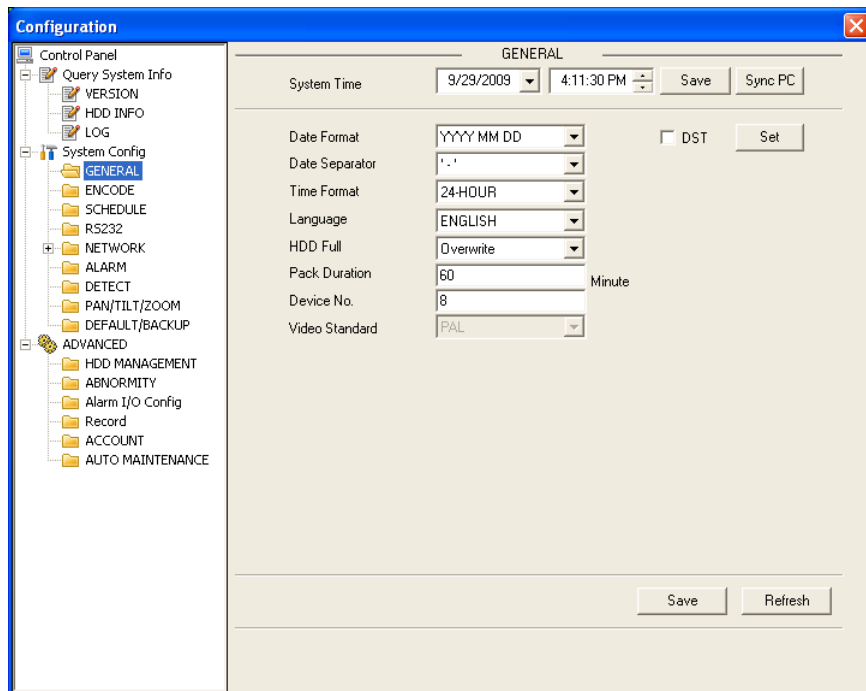 Configuration
Control Panel
Query System Info
VERSION
HDD INFO
LOG
System Config
GENERAL
ENCODE
SCHEDULE
RS232
NETWORK
ALARM
DETECT
PAN/TILT/ZOOM
DEFAULT/BACKUP
ADVANCED
HDD MANAGEMENT
ABNORMITY
Alarm I/O Config
Record
ACCOUNT
AUTO MAINTENANCE
GENERAL
System Time 9/29/2009 4:11:30 PM Save Sync PC
Date Format YYYY MM DD DST Set
Date Separator '-'
Time Format 24-HOUR
Language ENGLISH
HDD Full Overwrite
Pack Duration 60 Minute
Device No. 8
Video Standard PAL
Save Refresh